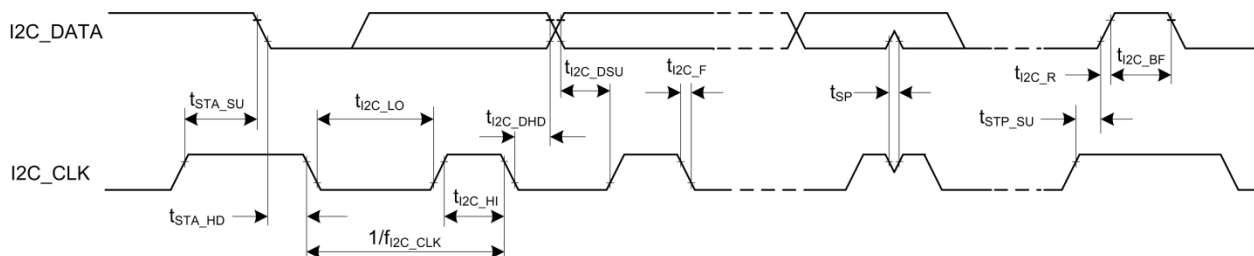 I2C_DATA
tI2C_DSU
tI2C_F
tI2C_R
tI2C_BF
tSTA_SU
tI2C_LO
tI2C_DHD
tSP
tSTP_SU
I2C_CLK
tSTA_HD
tI2C_HI
1/fI2C_CLK